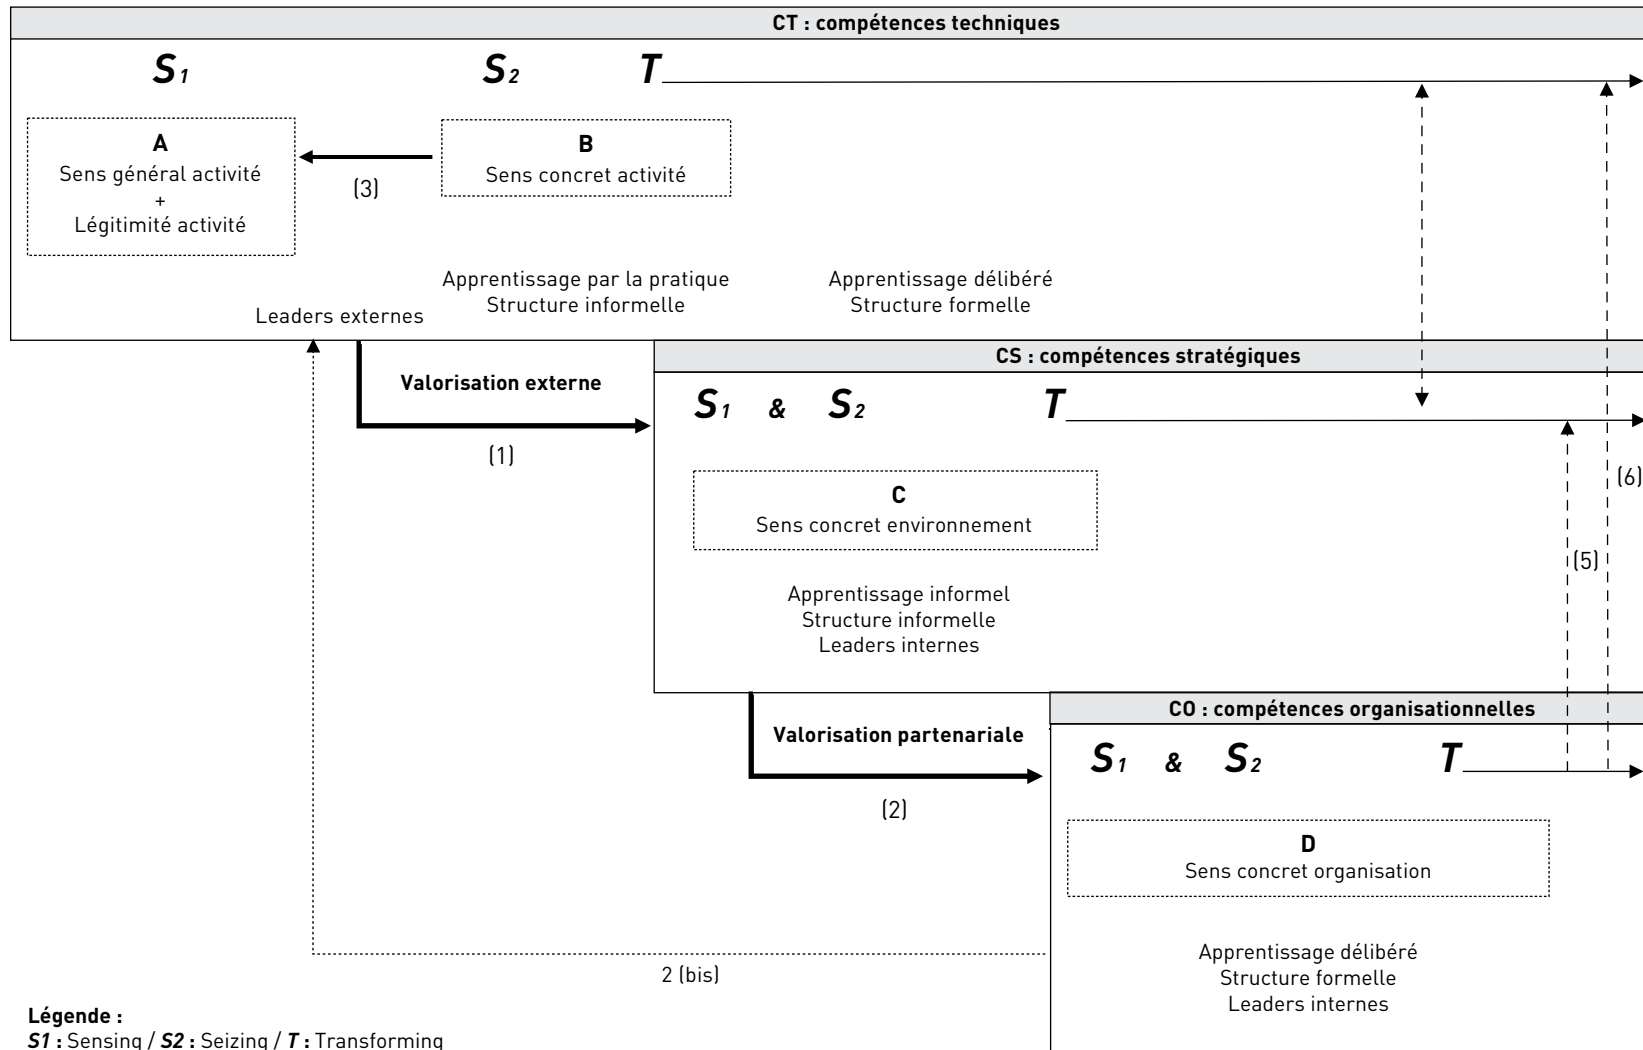 CT : compétences techniques
S1 S2 T
A
Sens général activité
+
Légitimité activité
(3)
B
Sens concret activité
Apprentissage par la pratique
Structure informelle
Apprentissage délibéré
Structure formelle
Leaders externes
Valorisation externe
(1)
CS : compétences stratégiques
S1 & S2 T
C
Sens concret environnement
(6)
(5)
Apprentissage informel
Structure informelle
Leaders internes
Valorisation partenariale
(2)
CO : compétences organisationnelles
S1 & S2 T
D
Sens concret organisation
Apprentissage délibéré
Structure formelle
Leaders internes
2 (bis)
Légende :
S1 : Sensing / S2 : Seizing / T : Transforming